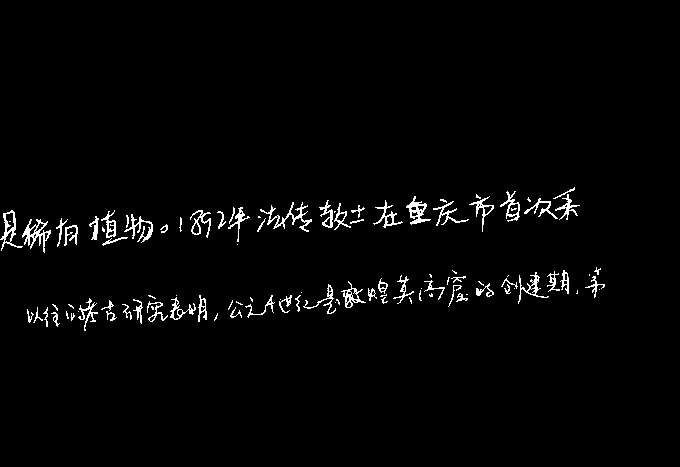 是稀有植物。1892年法传教士在重庆市首次采
以往的考古研究表明,公元4世纪是敦煌莫高窟的创建期,第